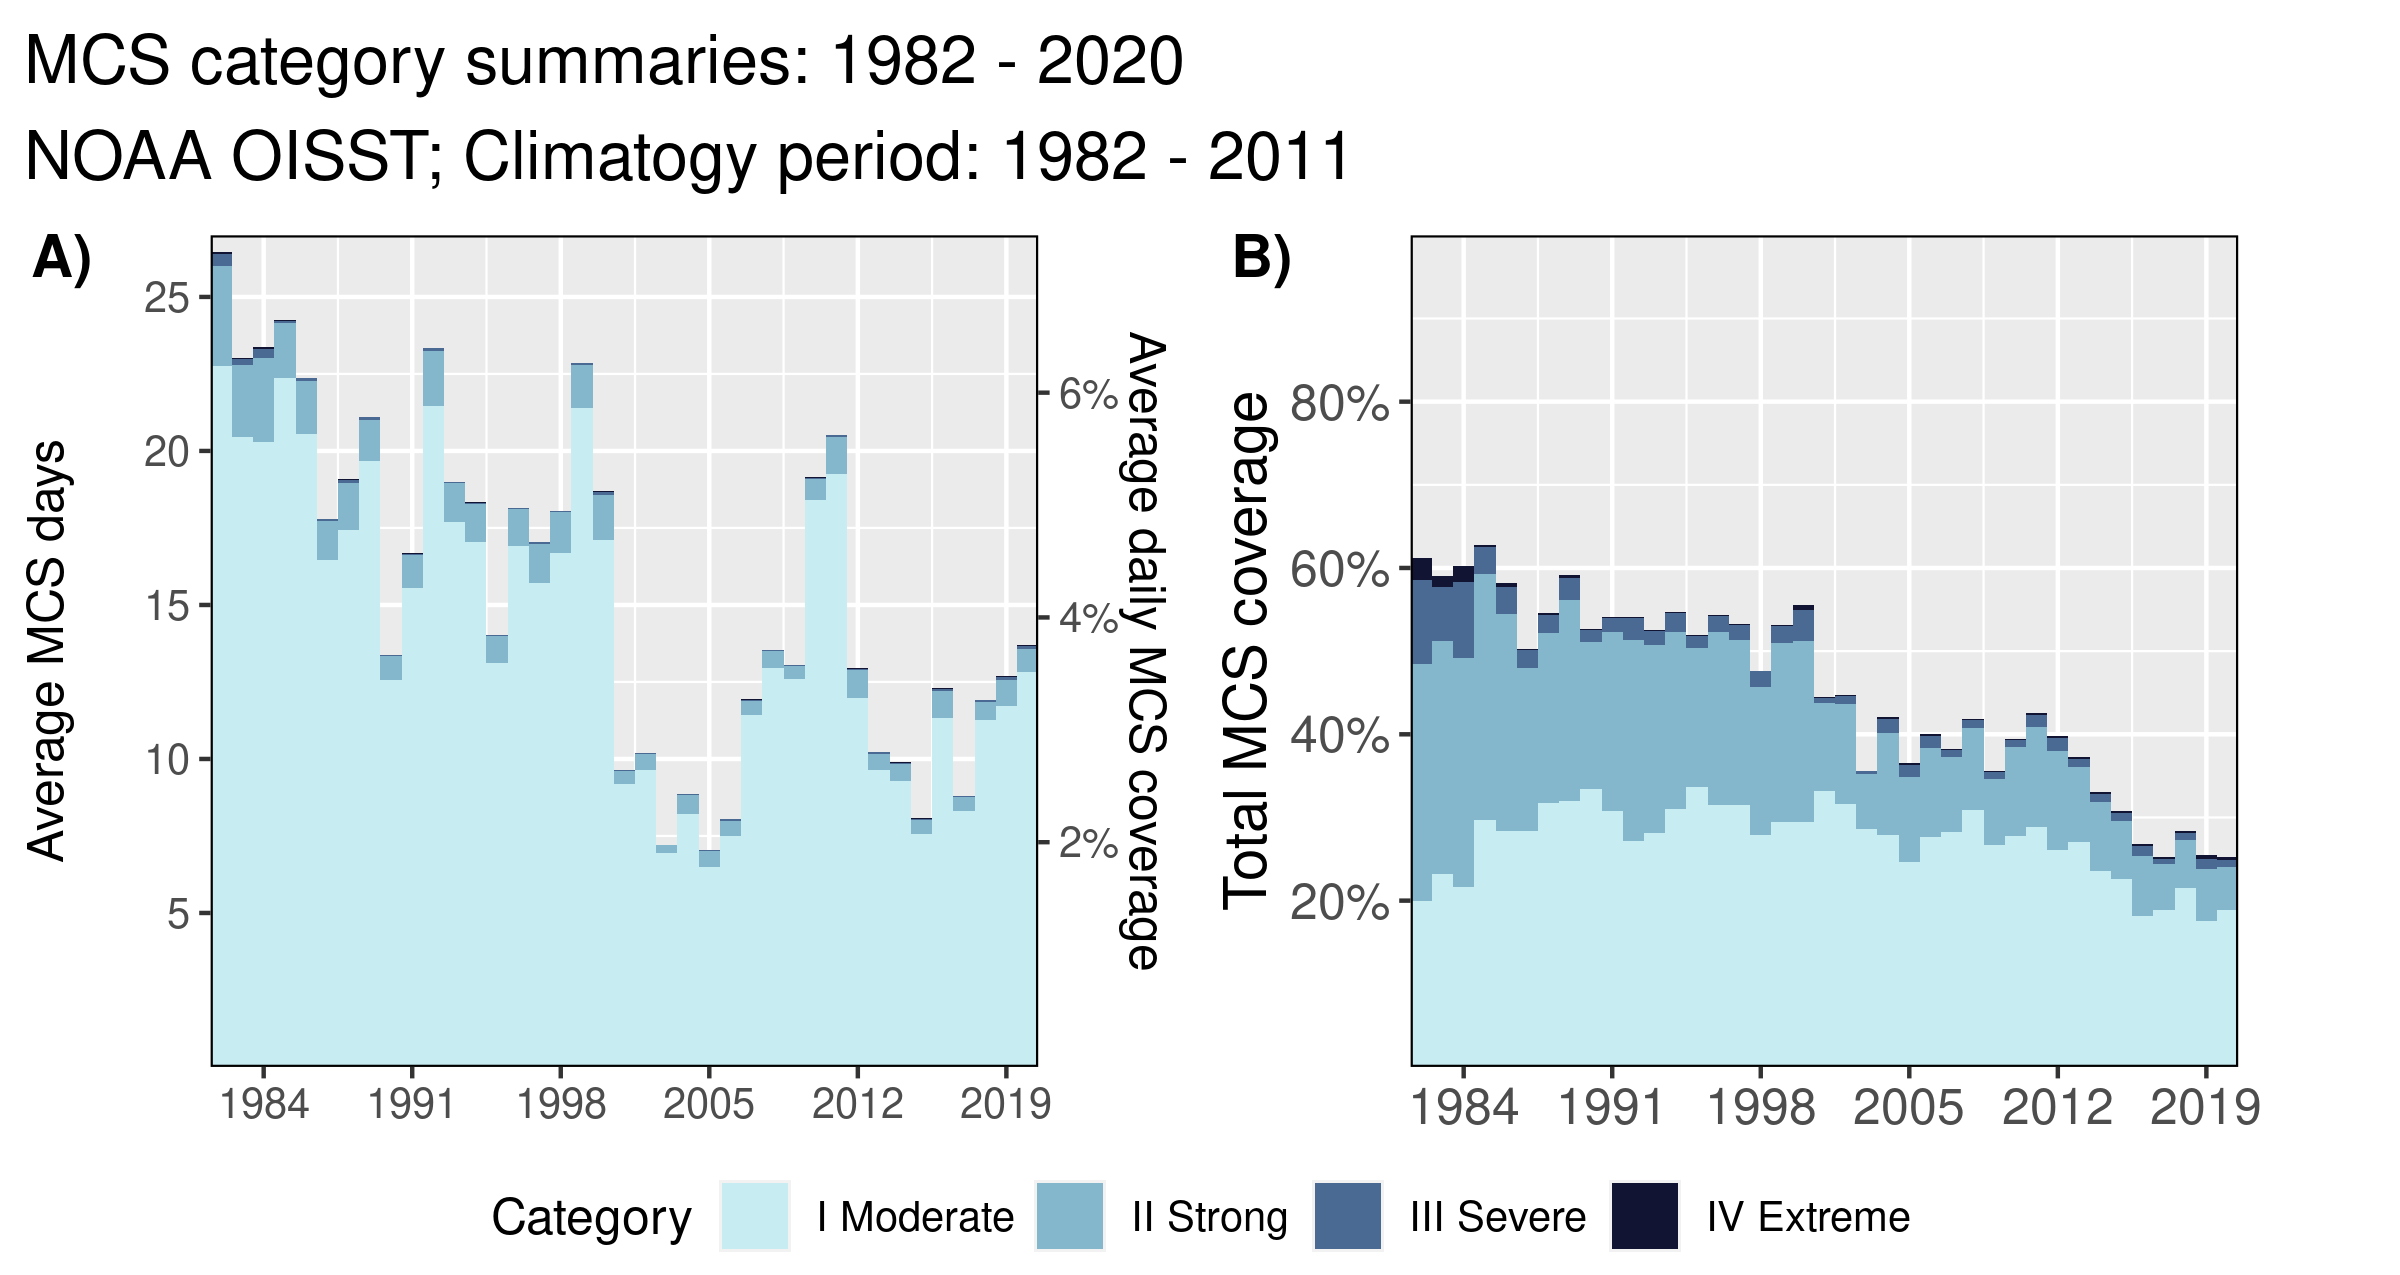 MCS category summaries: 1982 - 2020
NOAA OISST; Climatogy period: 1982 - 2011
A)
Average MCS days
25
20
15
10
5
1984 1991 1998 2005 2012 2019
6%
4%
2%
Average daily MCS coverage
B)
Total MCS coverage
80%
60%
40%
20%
1984 1991 1998 2005 2012 2019
Category I Moderate II Strong III Severe IV Extreme